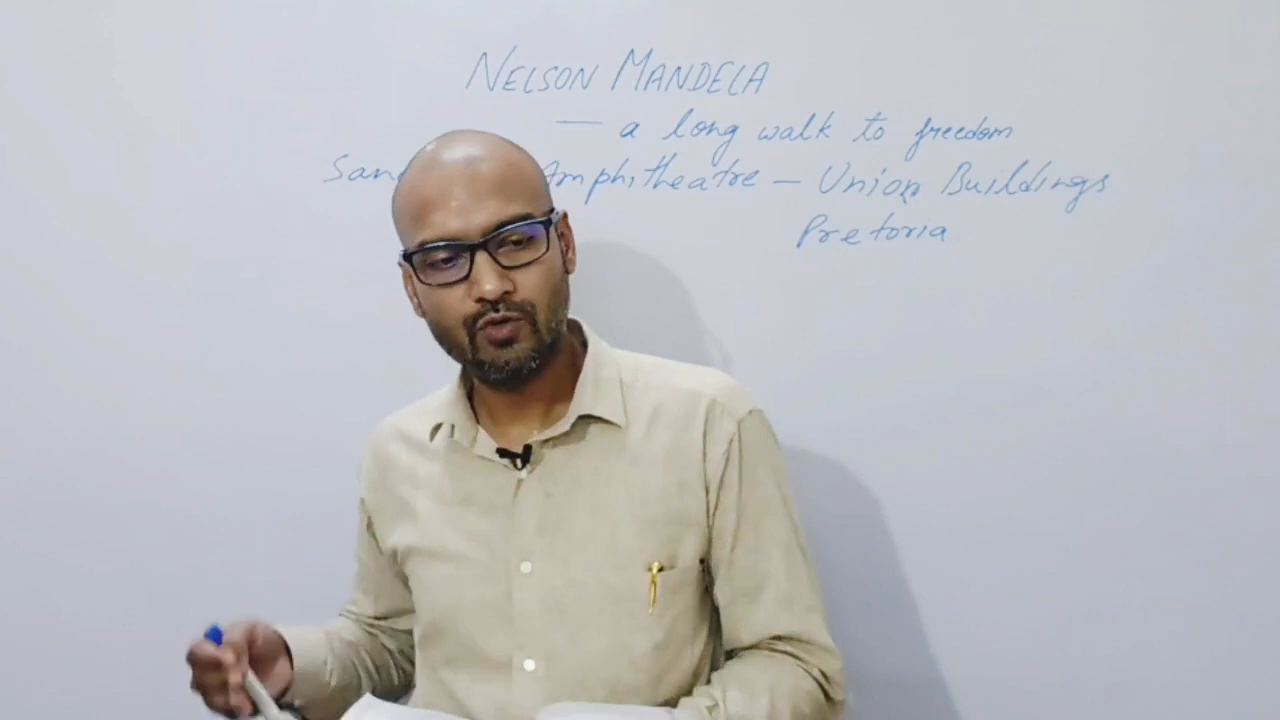 NELSON MANDELA
— a long walk to freedom
Amphitheatre — Union Buildings
Pretoria